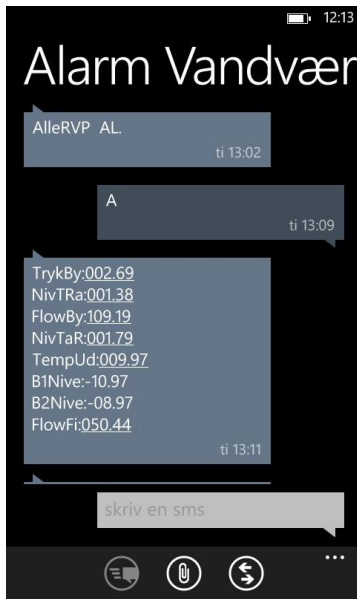 12:13
Alarm Vandvær
AlleRVP AL.
ti 13:02
A
ti 13:09
TrykBy:002.69
NivTRa:001.38
FlowBy:109.19
NivTaR:001.79
TempUd:009.97
B1Nive:-10.97
B2Nive:-08.97
FlowFi:050.44
ti 13:11
skriv en sms